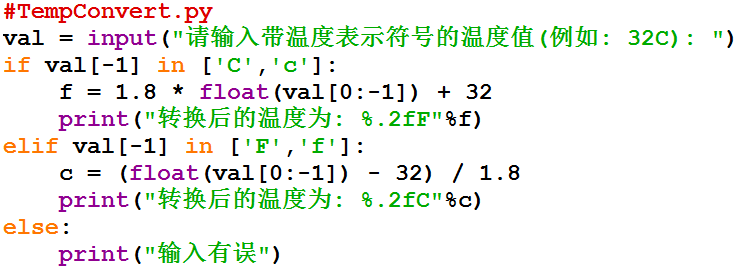 #TempConvert.py
val = input("请输入带温度表示符号的温度值(例如: 32C): ")
if val[-1] in ['C','c']:
    f = 1.8 * float(val[0:-1]) + 32
    print("转换后的温度为: %.2fF"%f)
elif val[-1] in ['F','f']:
    c = (float(val[0:-1]) - 32) / 1.8
    print("转换后的温度为: %.2fC"%c)
else:
    print("输入有误")